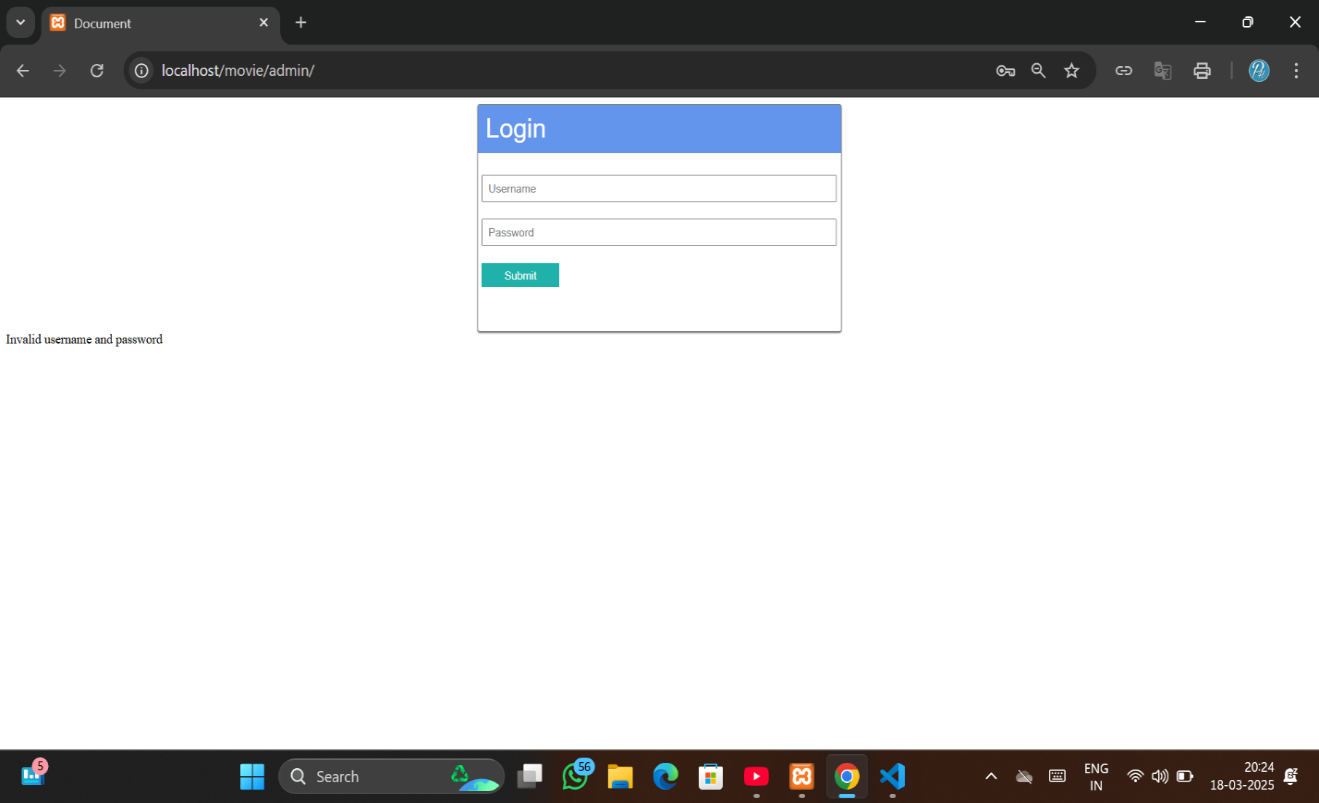 Document
localhost/movie/admin/
Login
Username
Password
Submit
Invalid username and password
5
Search
56
ENG
IN
20:24
18-03-2025